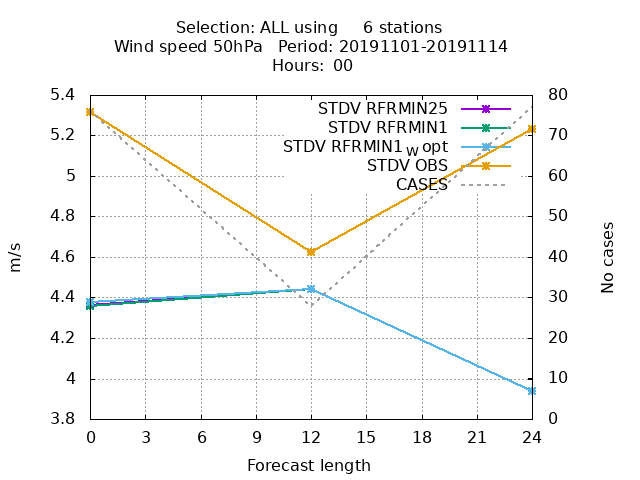 Selection: ALL using     6 stations
Wind speed 50hPa   Period: 20191101-20191114
Hours:  00
5.4
5.2
5
4.8
4.6
4.4
4.2
4
3.8
m/s
STDV RFRMIN25
STDV RFRMIN1
STDV RFRMIN1_W opt
STDV OBS
CASES
80
70
60
50
40
30
20
10
0
No cases
0 3 6 9 12 15 18 21 24
Forecast length